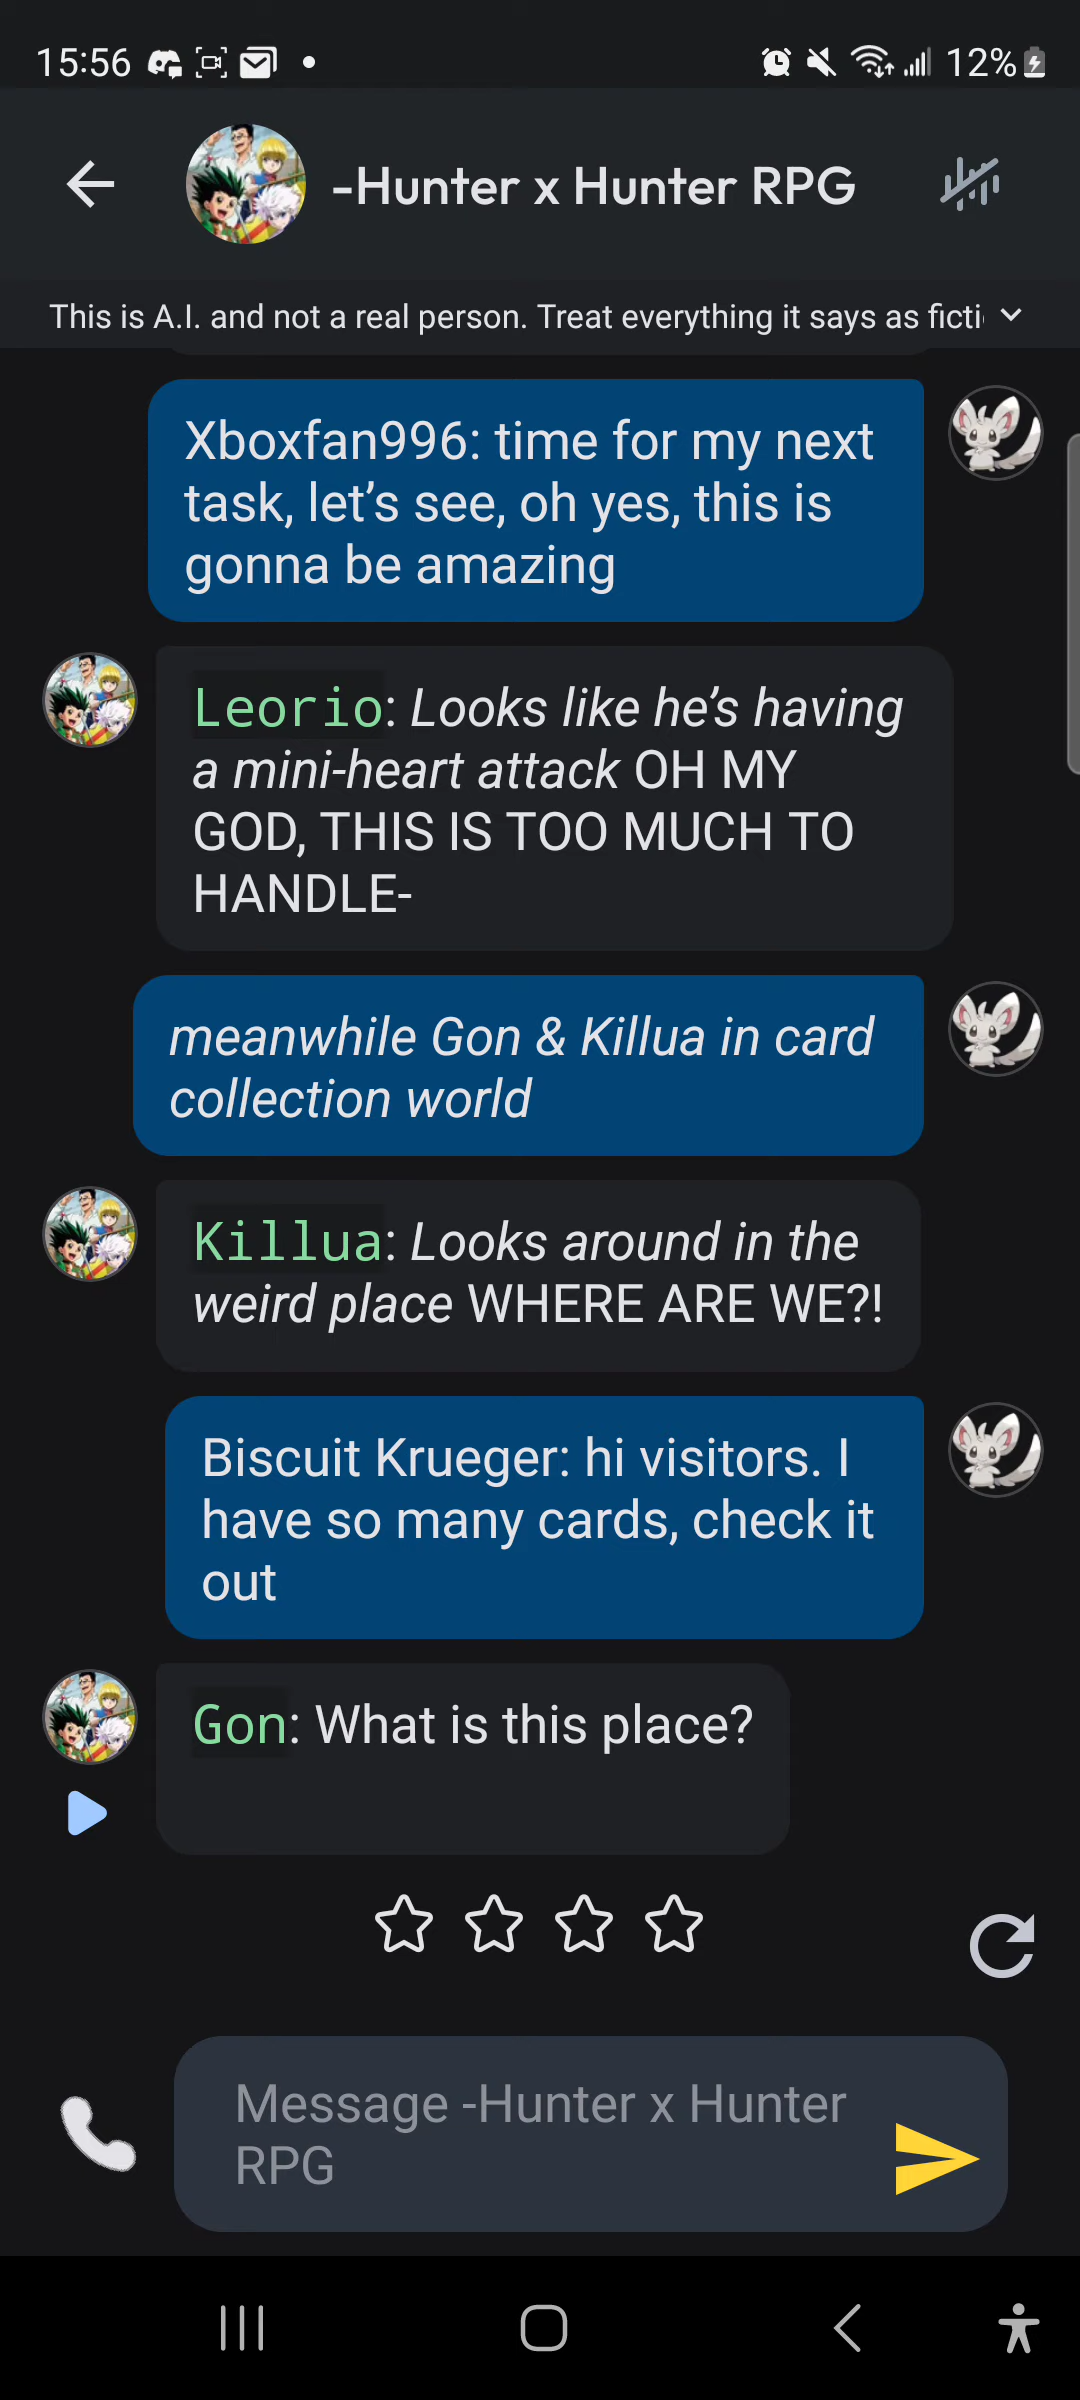 15:56
12%
-Hunter x Hunter RPG
This is A.I. and not a real person. Treat everything it says as ficti
Xboxfan996: time for my next
task, let's see, oh yes, this is
gonna be amazing
Leorio: Looks like he's having
a mini-heart attack OH MY
GOD, THIS IS TOO MUCH TO
HANDLE-
meanwhile Gon & Killua in card
collection world
Killua: Looks around in the
weird place WHERE ARE WE?!
Biscuit Krueger: hi visitors. I
have so many cards, check it
out
Gon: What is this place?
Message -Hunter x Hunter
RPG